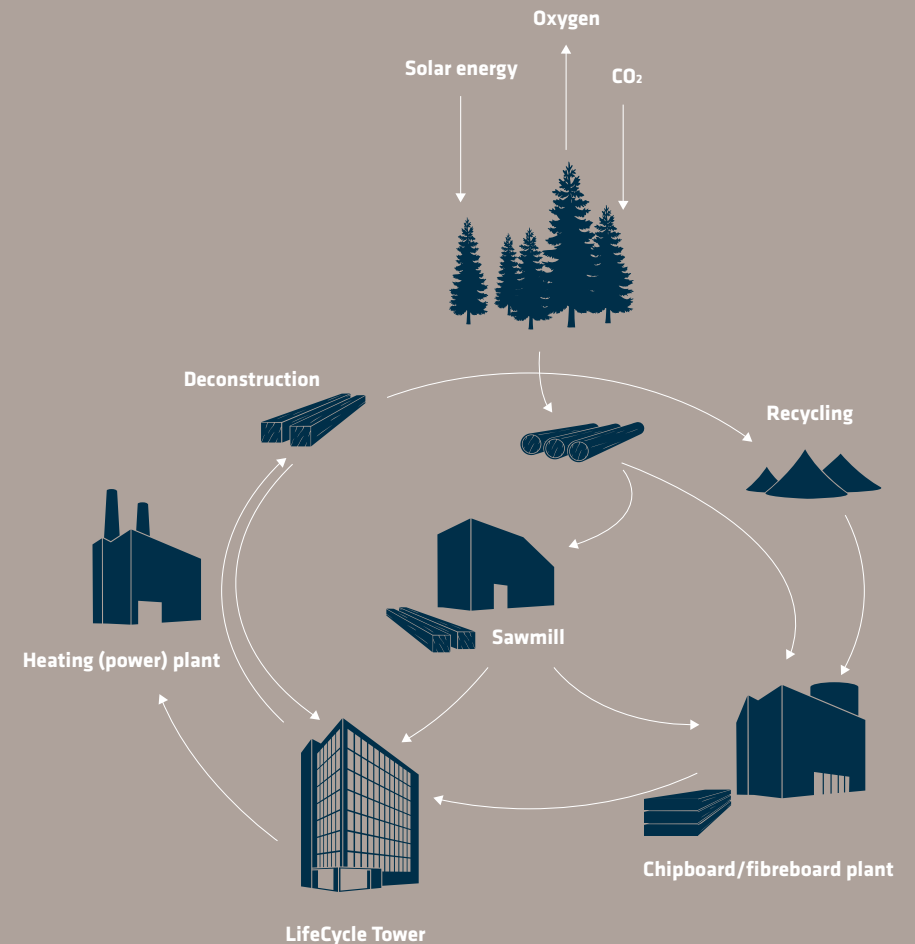 Oxygen
Solar energy
CO₂
Deconstruction
Recycling
Sawmill
Heating (power) plant
Chipboard/fibreboard plant
LifeCycle Tower